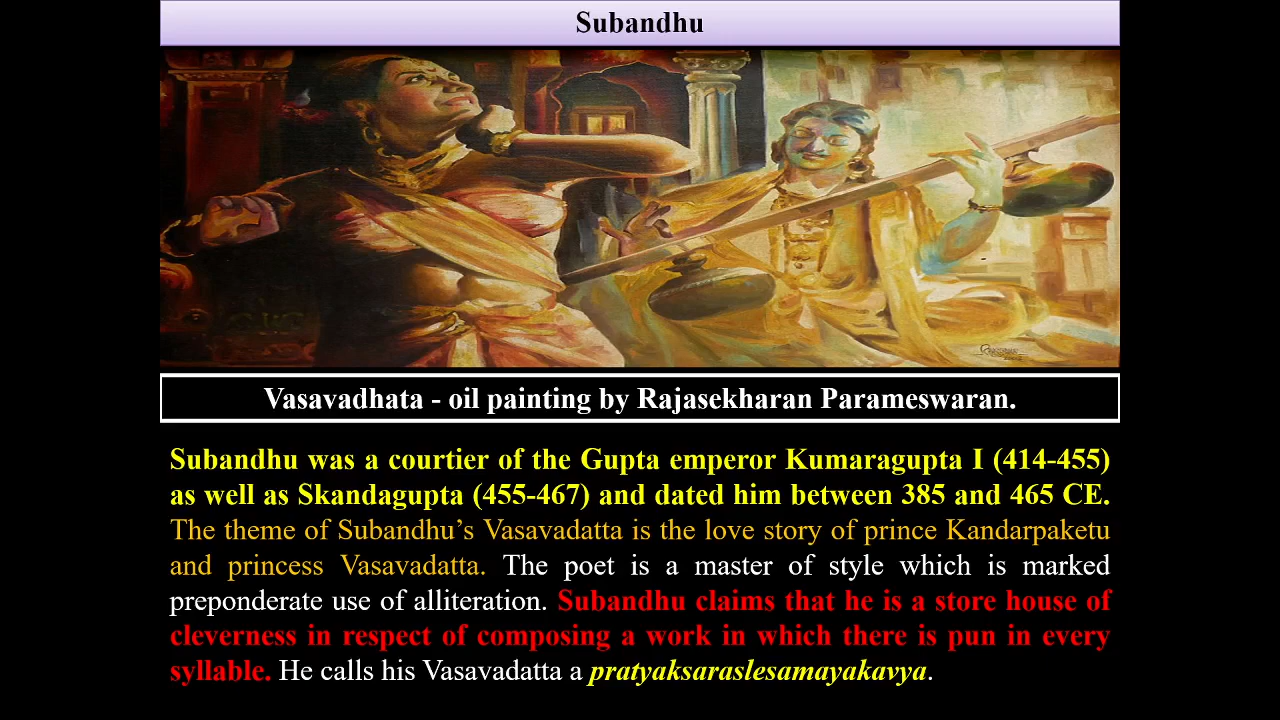 Subandhu
Vasavadhata - oil painting by Rajasekharan Parameswaran.
Subandhu was a courtier of the Gupta emperor Kumaragupta I (414-455)
as well as Skandagupta (455-467) and dated him between 385 and 465 CE.
The theme of Subandhu’s Vasavadatta is the love story of prince Kandarpaketu
and princess Vasavadatta. The poet is a master of style which is marked
preponderate use of alliteration. Subandhu claims that he is a store house of
cleverness in respect of composing a work in which there is pun in every
syllable. He calls his Vasavadatta a pratyaksaraslesamayakavya.